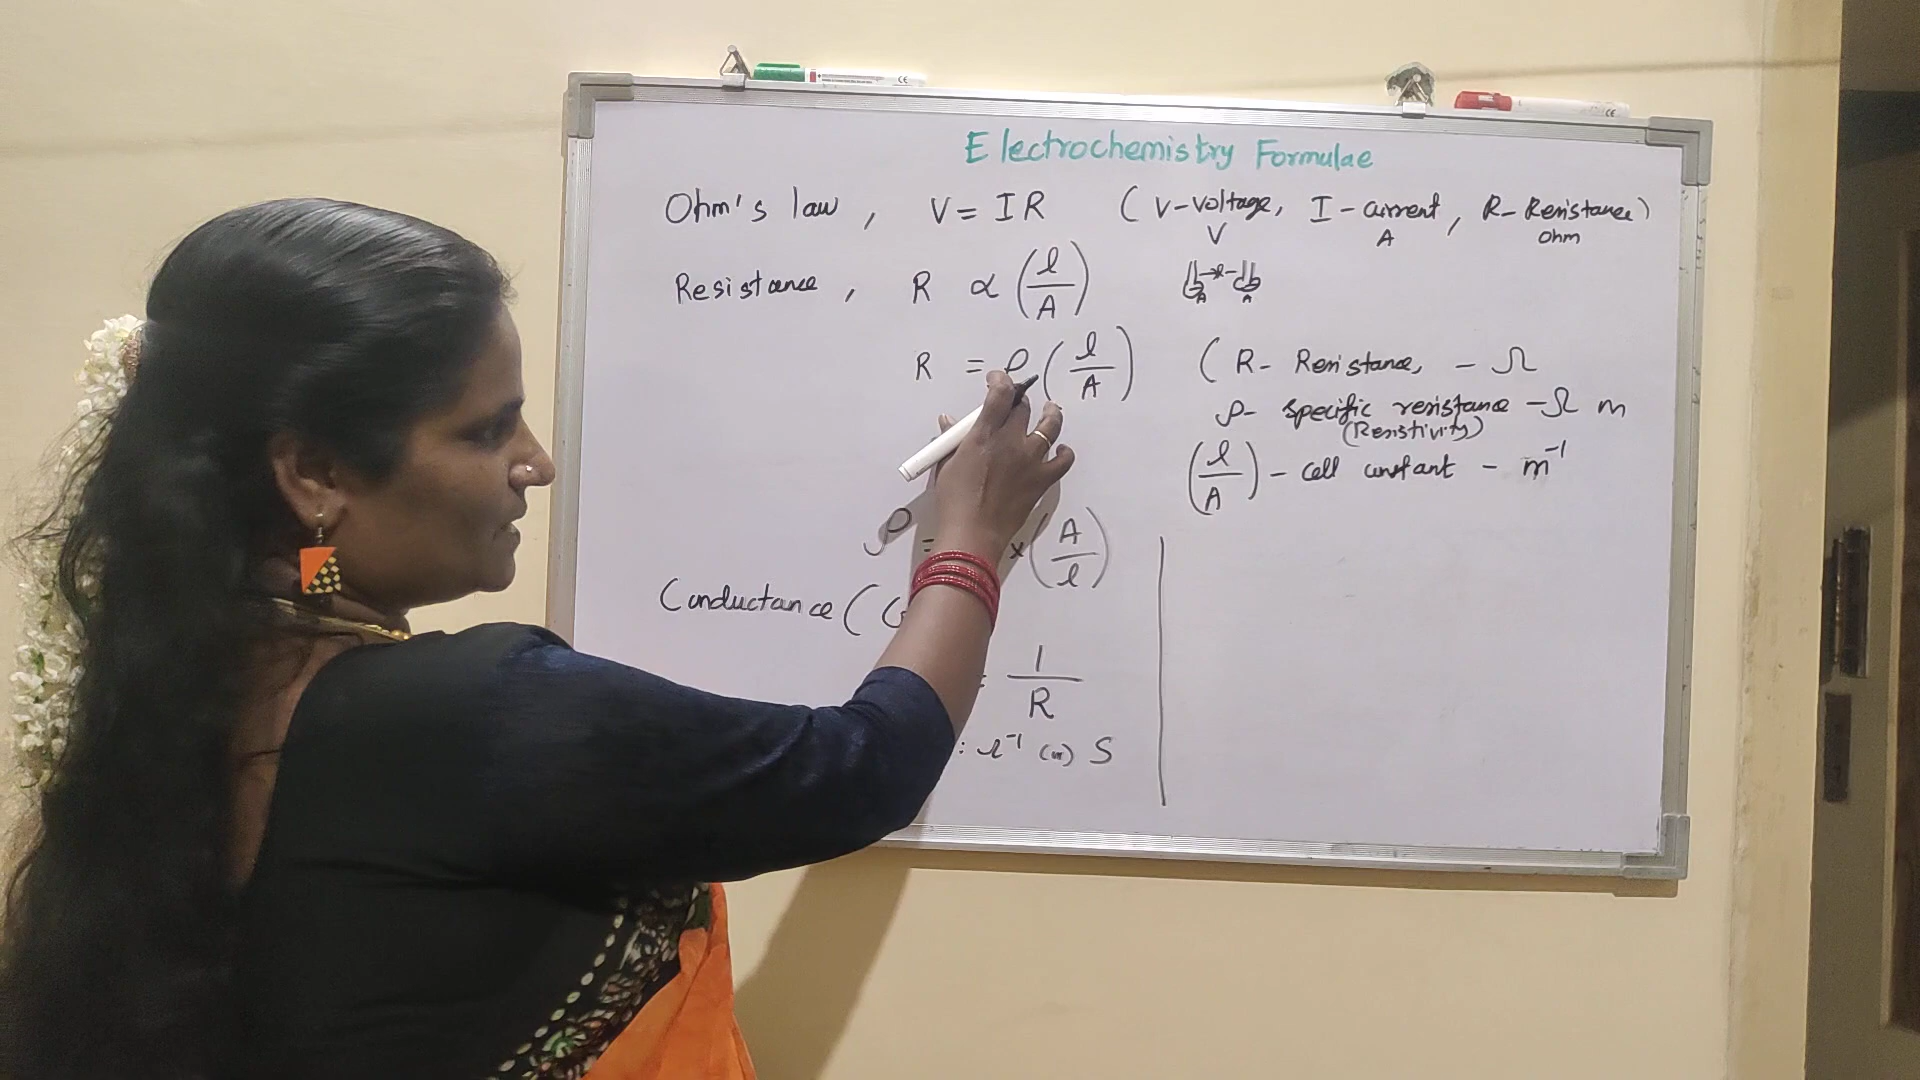 Electrochemistry Formulae
Ohm's law, V = IR (V-Voltage, I - current, R - Resistance)
V A Ohm
Resistance, R ∝ (l/A)
l
A A
R = ρ (l/A) (R - Resistance, - Ω
ρ - specific resistance - Ω m
(Resistivity)
(l/A) - cell constant - m⁻¹
ρ = × (A/l)
Conductance (
= 1/R
: Ω⁻¹ (or) S